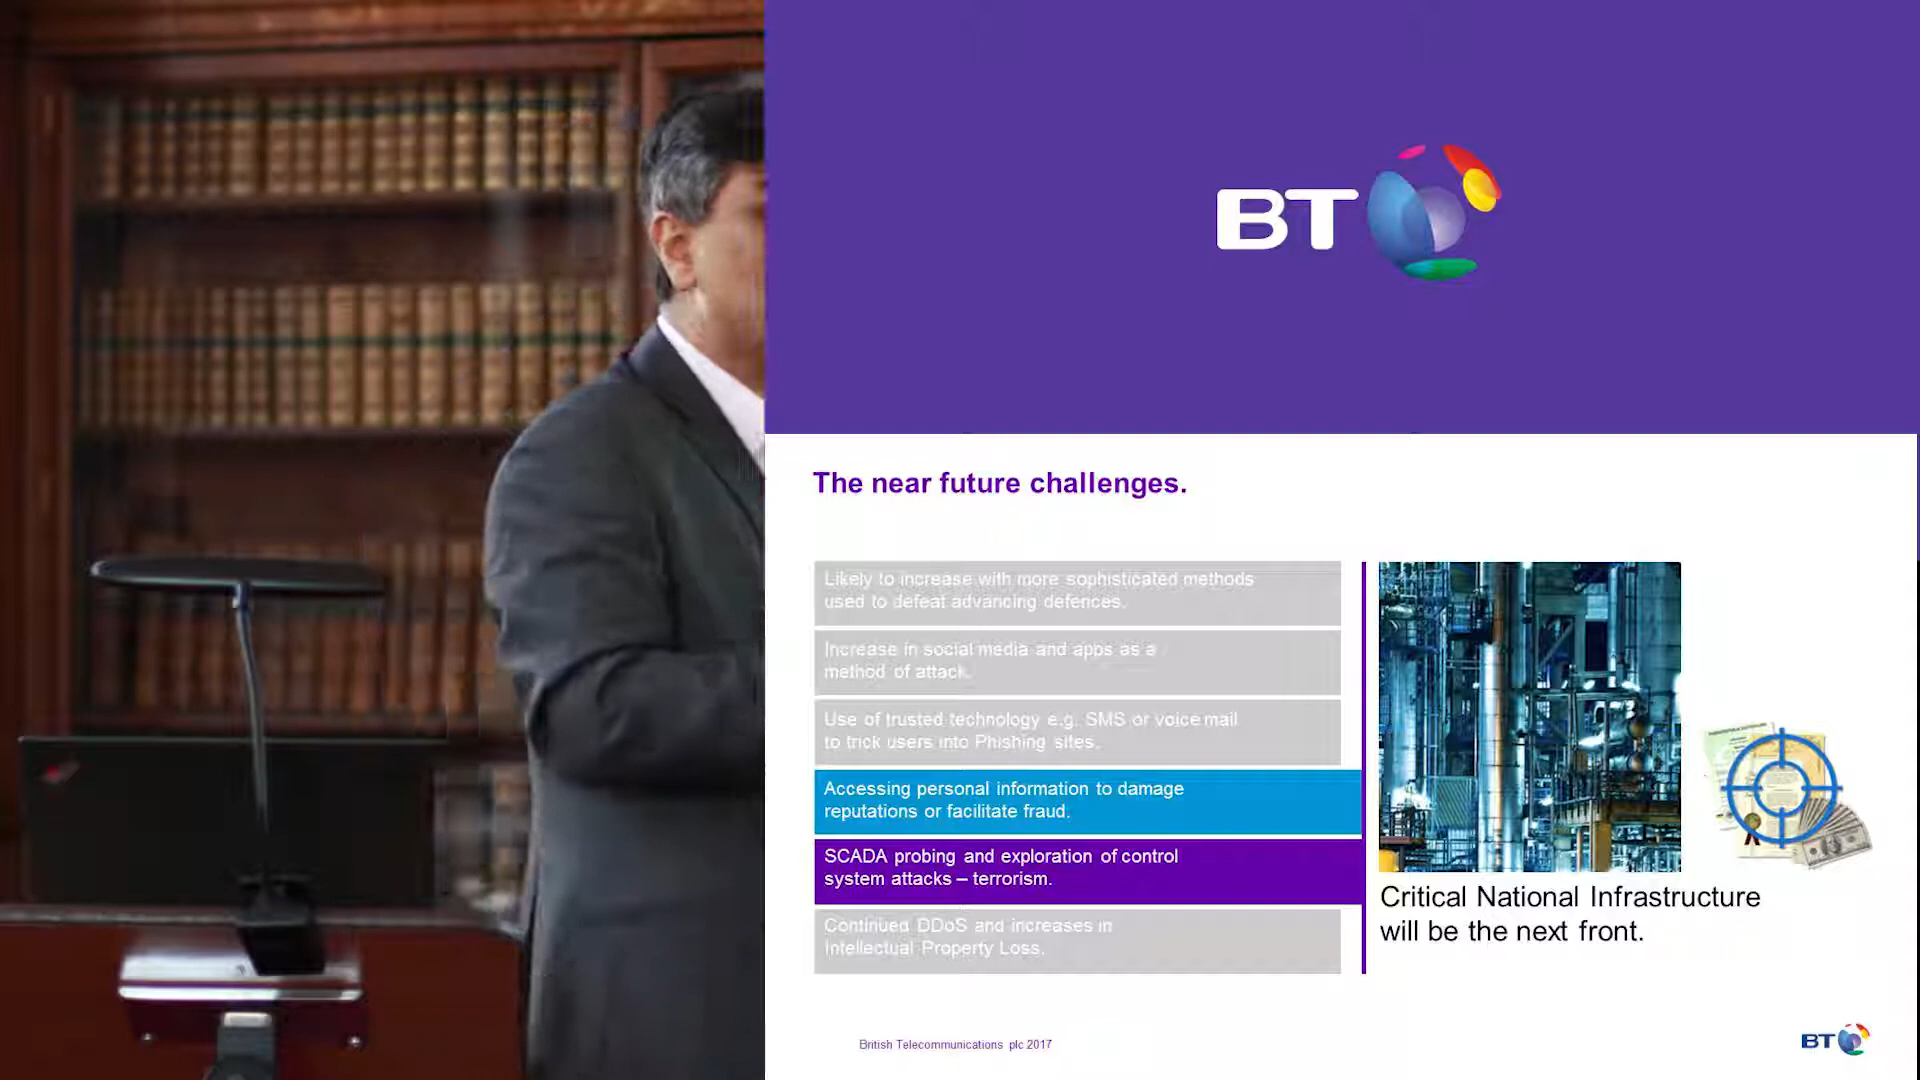 BT
The near future challenges.
Likely to increase with more sophisticated methods
used to defeat advancing defences.
Increase in social media and apps as a
method of attack.
Use of trusted technology e.g. SMS or voicemail
to trick users into Phishing sites.
Accessing personal information to damage
reputations or facilitate fraud.
SCADA probing and exploration of control
system attacks – terrorism.
Continued DDoS and increases in
Intellectual Property Loss.
Critical National Infrastructure
will be the next front.
British Telecommunications plc 2017
BT